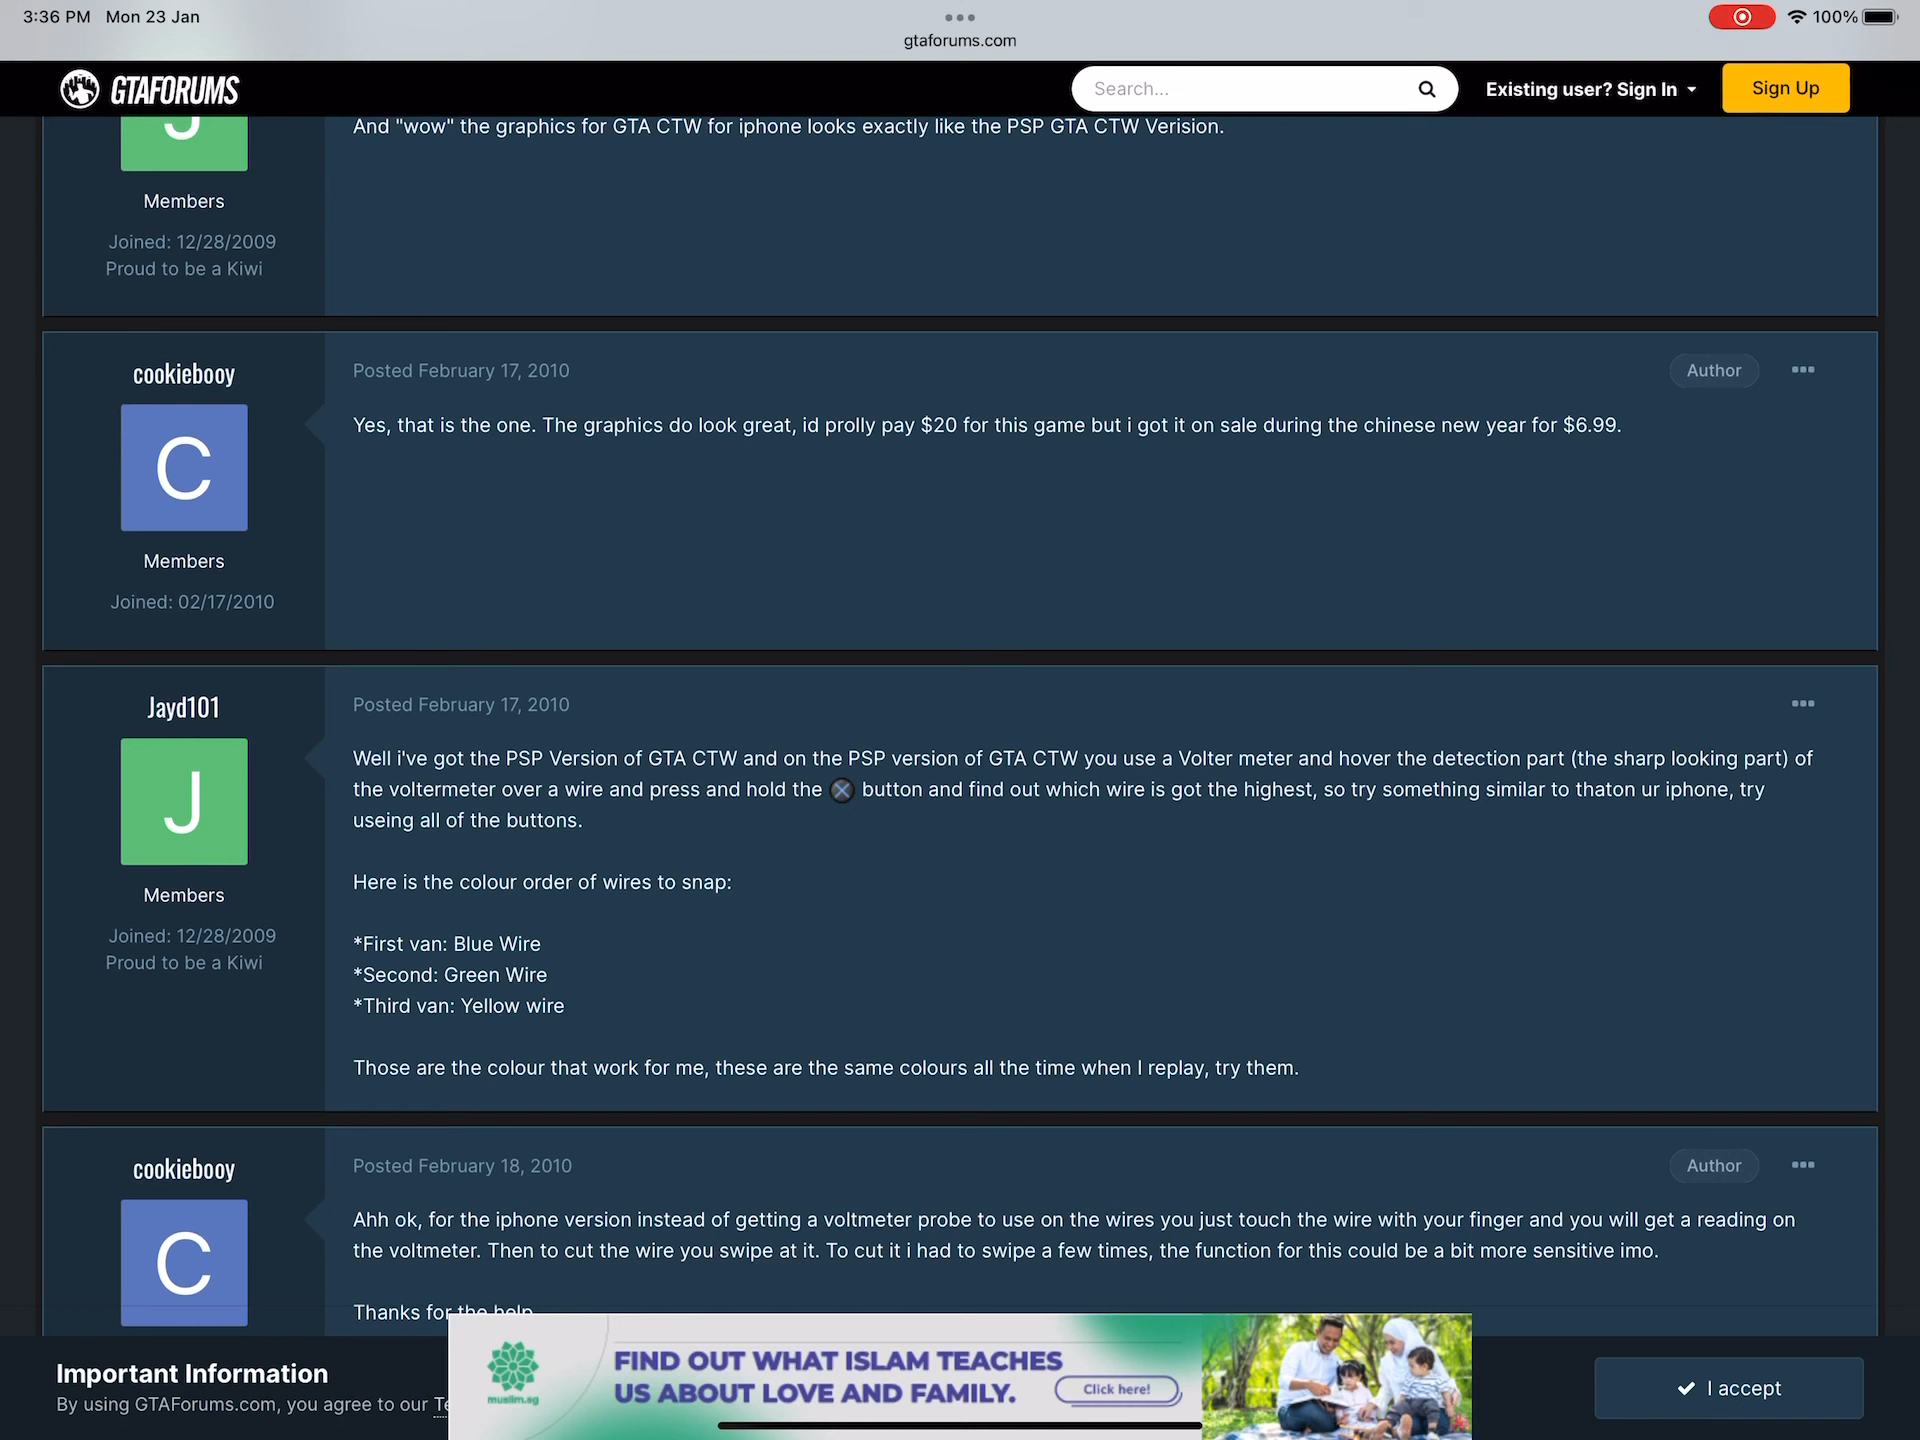 3:36 PM Mon 23 Jan
100%
gtaforums.com
GTAFORUMS
Search...
Existing user? Sign In
Sign Up
J
And "wow" the graphics for GTA CTW for iphone looks exactly like the PSP GTA CTW Verision.
Members
Joined: 12/28/2009
Proud to be a Kiwi
cookiebooy
Posted February 17, 2010
Author
C
Yes, that is the one. The graphics do look great, id prolly pay $20 for this game but i got it on sale during the chinese new year for $6.99.
Members
Joined: 02/17/2010
Jayd101
Posted February 17, 2010
J
Well i've got the PSP Version of GTA CTW and on the PSP version of GTA CTW you use a Volter meter and hover the detection part (the sharp looking part) of
the voltermeter over a wire and press and hold the button and find out which wire is got the highest, so try something similar to thaton ur iphone, try
useing all of the buttons.
Here is the colour order of wires to snap:
Members
Joined: 12/28/2009
Proud to be a Kiwi
*First van: Blue Wire
*Second: Green Wire
*Third van: Yellow wire
Those are the colour that work for me, these are the same colours all the time when I replay, try them.
cookiebooy
Posted February 18, 2010
Author
C
Ahh ok, for the iphone version instead of getting a voltmeter probe to use on the wires you just touch the wire with your finger and you will get a reading on
the voltmeter. Then to cut the wire you swipe at it. To cut it i had to swipe a few times, the function for this could be a bit more sensitive imo.
Thanks for the help
Important Information
By using GTAForums.com, you agree to our Te
muslim.sg
FIND OUT WHAT ISLAM TEACHES
US ABOUT LOVE AND FAMILY.
Click here!
I accept